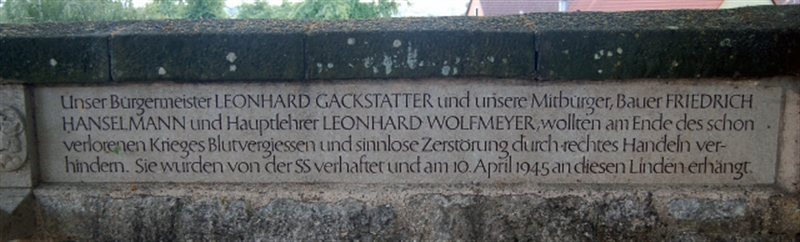 Unser Bürgermeister LEONHARD GACKSTATTER und unsere Mitbürger, Bauer FRIEDRICH
HANSELMANN und Hauptlehrer LEONHARD WOLFMEYER, wollten am Ende des schon
verlorenen Krieges Blutvergiessen und sinnlose Zerstörung durch rechtes Handeln ver-
hindern. Sie wurden von der SS verhaftet und am 10. April 1945 an diesen Linden erhängt.